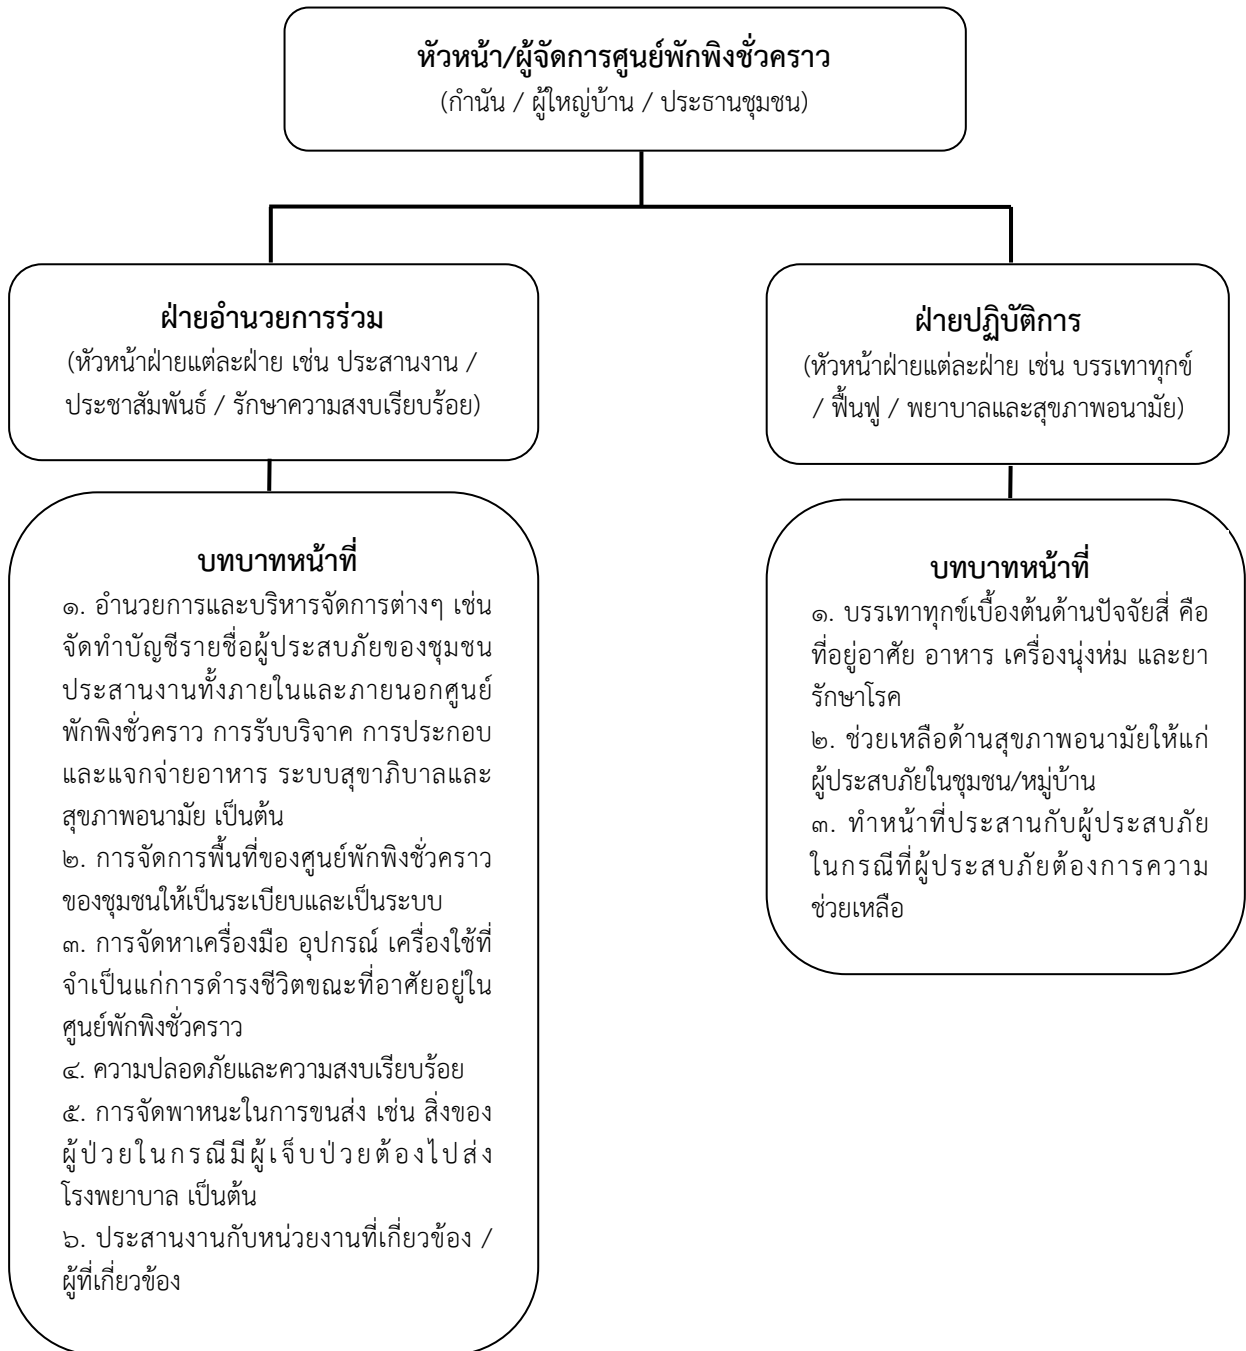 หัวหน้า/ผู้จัดการศูนย์พักพิงชั่วคราว
(กำนัน / ผู้ใหญ่บ้าน / ประธานชุมชน)
ฝ่ายอำนวยการร่วม
(หัวหน้าฝ่ายแต่ละฝ่าย เช่น ประสานงาน /
ประชาสัมพันธ์ / รักษาความสงบเรียบร้อย)
บทบาทหน้าที่
๑. อำนวยการและบริหารจัดการต่างๆ เช่น
จัดทำบัญชีรายชื่อผู้ประสบภัยของชุมชน
ประสานงานทั้งภายในและภายนอกศูนย์
พักพิงชั่วคราว การรับบริจาค การประกอบ
และแจกจ่ายอาหาร ระบบสุขาภิบาลและ
สุขภาพอนามัย เป็นต้น
๒. การจัดการพื้นที่ของศูนย์พักพิงชั่วคราว
ของชุมชนให้เป็นระเบียบและเป็นระบบ
๓. การจัดหาเครื่องมือ อุปกรณ์ เครื่องใช้ที่
จำเป็นแก่การดำรงชีวิตขณะที่อาศัยอยู่ใน
ศูนย์พักพิงชั่วคราว
๔. ความปลอดภัยและความสงบเรียบร้อย
๕. การจัดพาหนะในการขนส่ง เช่น สิ่งของ
ผู้ป่วยในกรณีมีผู้เจ็บป่วยต้องไปส่ง
โรงพยาบาล เป็นต้น
๖. ประสานงานกับหน่วยงานที่เกี่ยวข้อง /
ผู้ที่เกี่ยวข้อง
ฝ่ายปฏิบัติการ
(หัวหน้าฝ่ายแต่ละฝ่าย เช่น บรรเทาทุกข์
/ ฟื้นฟู / พยาบาลและสุขภาพอนามัย)
บทบาทหน้าที่
๑. บรรเทาทุกข์เบื้องต้นด้านปัจจัยสี่ คือ
ที่อยู่อาศัย อาหาร เครื่องนุ่งห่ม และยา
รักษาโรค
๒. ช่วยเหลือด้านสุขภาพอนามัยให้แก่
ผู้ประสบภัยในชุมชน/หมู่บ้าน
๓. ทำหน้าที่ประสานกับผู้ประสบภัย
ในกรณีที่ผู้ประสบภัยต้องการความ
ช่วยเหลือ